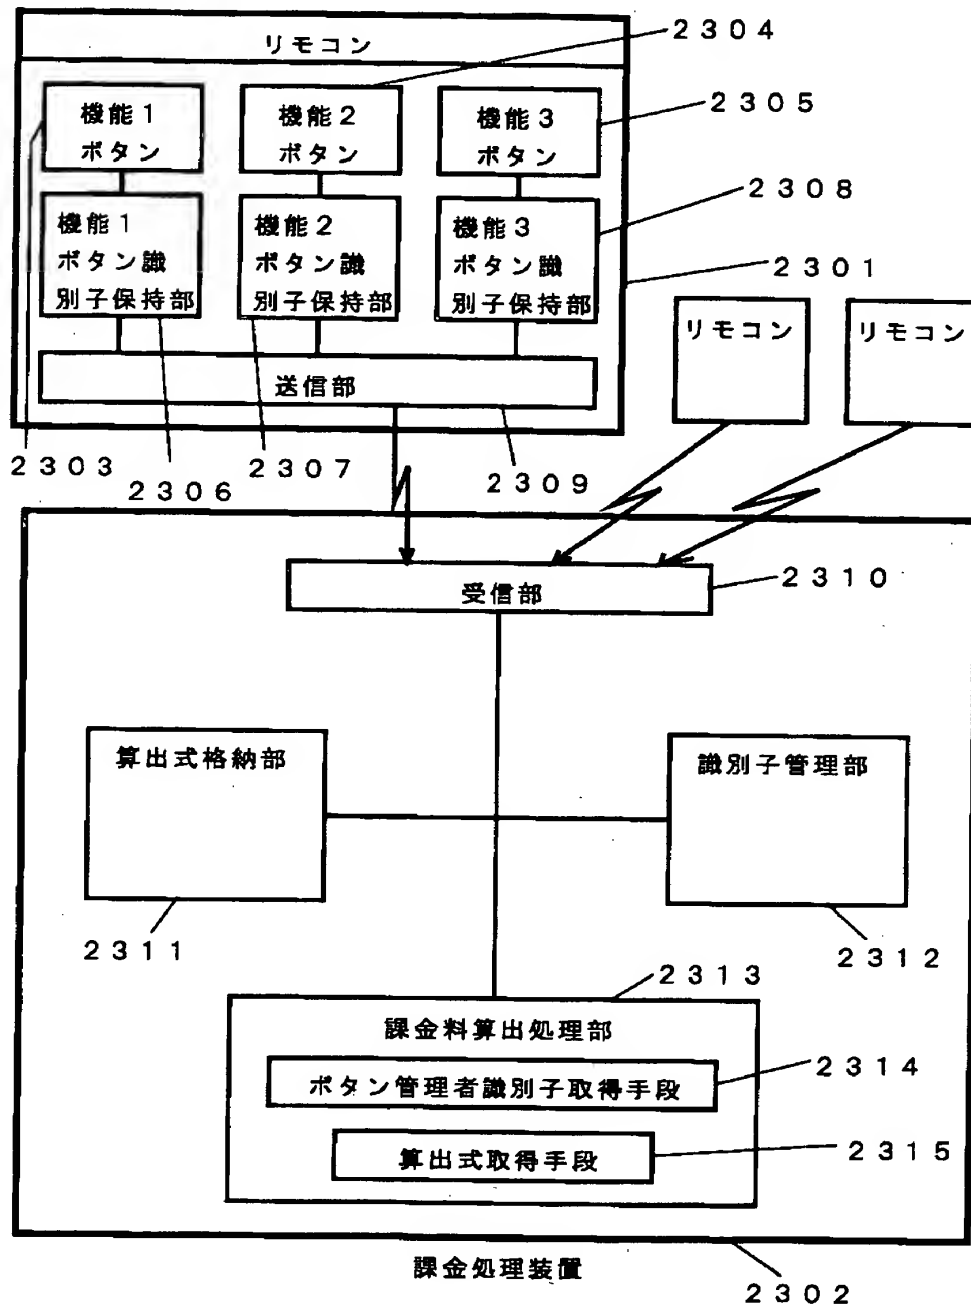 リモコン
2304
機能1
ボタン
機能2
ボタン
機能3
ボタン
2305
機能1
ボタン識
別子保持部
機能2
ボタン識
別子保持部
機能3
ボタン識
別子保持部
2308
2301
リモコン
リモコン
送信部
2303
2306
2307
2309
受信部
2310
算出式格納部
識別子管理部
2311
2312
2313
課金料算出処理部
ボタン管理者識別子取得手段
2314
算出式取得手段
2315
課金処理装置
2302